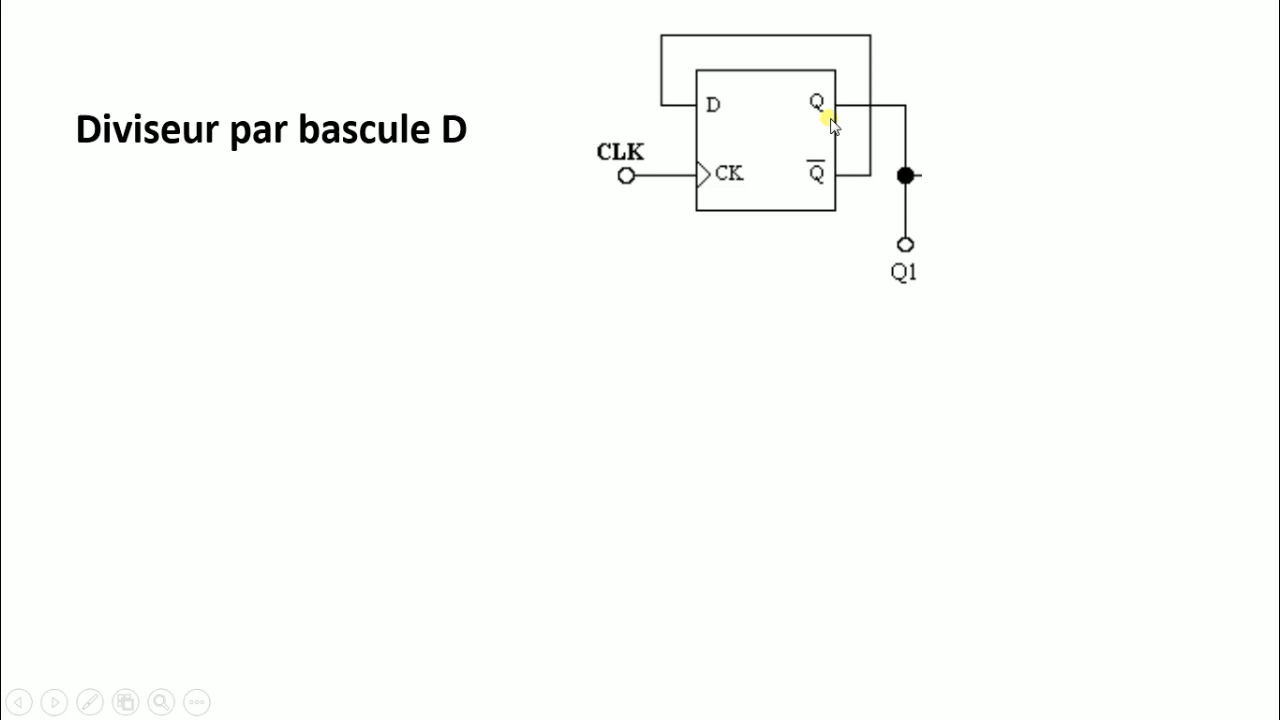 Diviseur par bascule D
CLK
D
Q
CK
Q̅
Q1